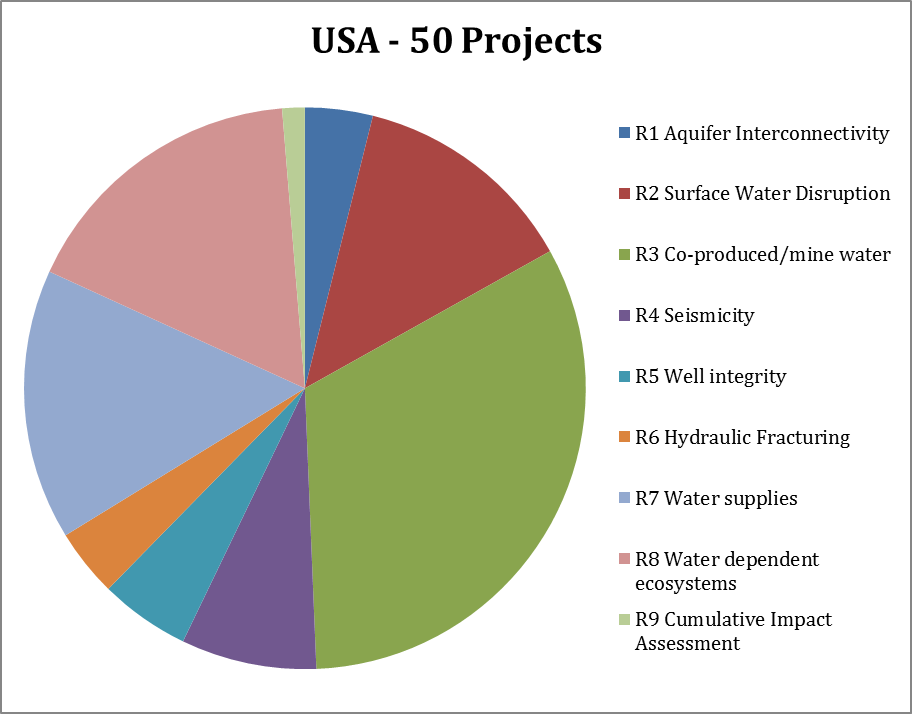 USA - 50 Projects
R1 Aquifer Interconnectivity
R2 Surface Water Disruption
R3 Co-produced/mine water
R4 Seismicity
R5 Well integrity
R6 Hydraulic Fracturing
R7 Water supplies
R8 Water dependent
ecosystems
R9 Cumulative Impact
Assessment